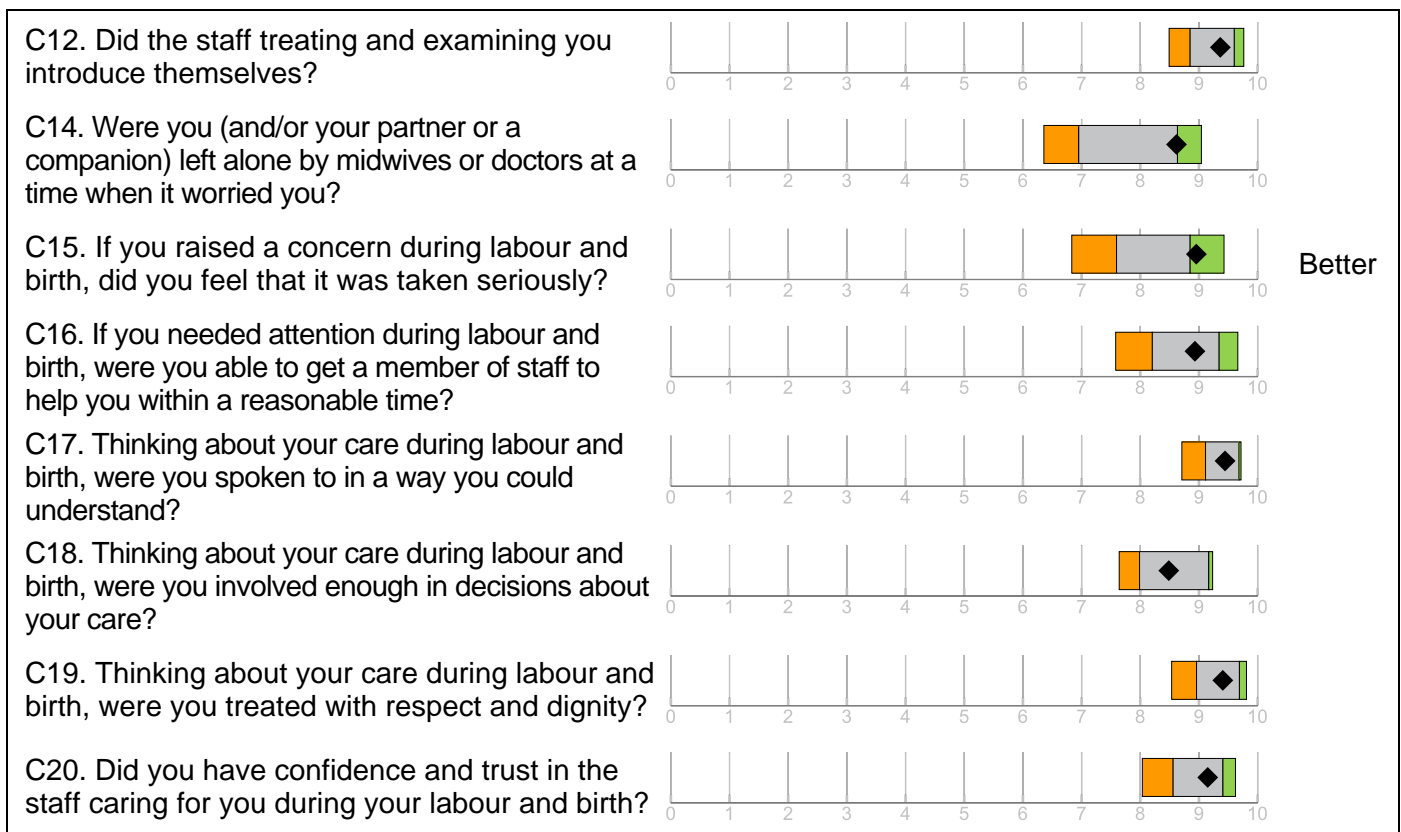 C12. Did the staff treating and examining you
introduce themselves?
0 1 2 3 4 5 6 7 8 9 10
C14. Were you (and/or your partner or a
companion) left alone by midwives or doctors at a
time when it worried you?
0 1 2 3 4 5 6 7 8 9 10
C15. If you raised a concern during labour and
birth, did you feel that it was taken seriously?
Better
0 1 2 3 4 5 6 7 8 9 10
C16. If you needed attention during labour and
birth, were you able to get a member of staff to
help you within a reasonable time?
0 1 2 3 4 5 6 7 8 9 10
C17. Thinking about your care during labour and
birth, were you spoken to in a way you could
understand?
0 1 2 3 4 5 6 7 8 9 10
C18. Thinking about your care during labour and
birth, were you involved enough in decisions about
your care?
0 1 2 3 4 5 6 7 8 9 10
C19. Thinking about your care during labour and
birth, were you treated with respect and dignity?
0 1 2 3 4 5 6 7 8 9 10
C20. Did you have confidence and trust in the
staff caring for you during your labour and birth?
0 1 2 3 4 5 6 7 8 9 10